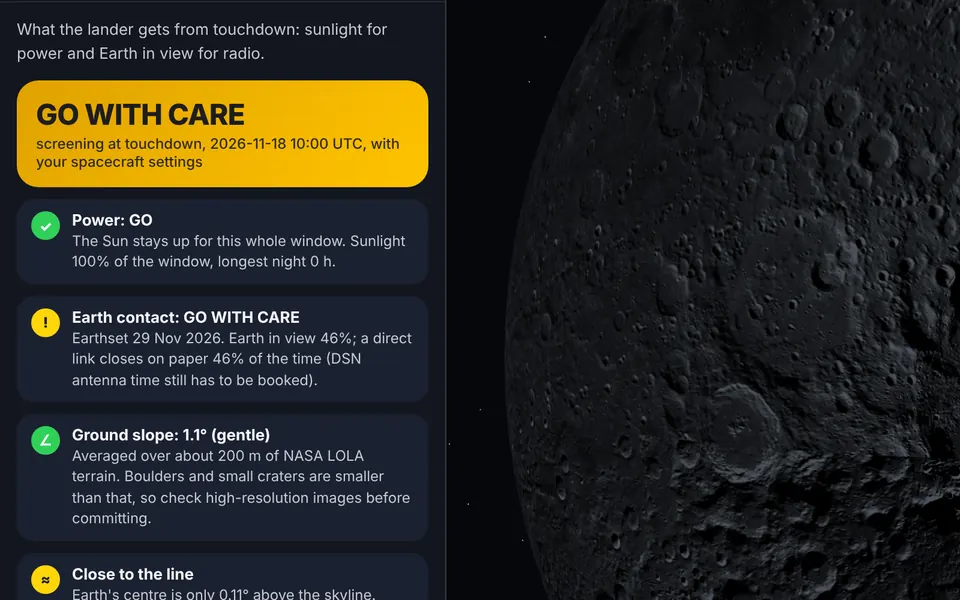 What the lander gets from touchdown: sunlight for
power and Earth in view for radio.
GO WITH CARE
screening at touchdown, 2026-11-18 10:00 UTC, with
your spacecraft settings
Power: GO
The Sun stays up for this whole window. Sunlight
100% of the window, longest night 0 h.
Earth contact: GO WITH CARE
Earthset 29 Nov 2026. Earth in view 46%; a direct
link closes on paper 46% of the time (DSN
antenna time still has to be booked).
Ground slope: 1.1° (gentle)
Averaged over about 200 m of NASA LOLA
terrain. Boulders and small craters are smaller
than that, so check high-resolution images before
committing.
Close to the line
Earth's centre is only 0.11° above the skyline.